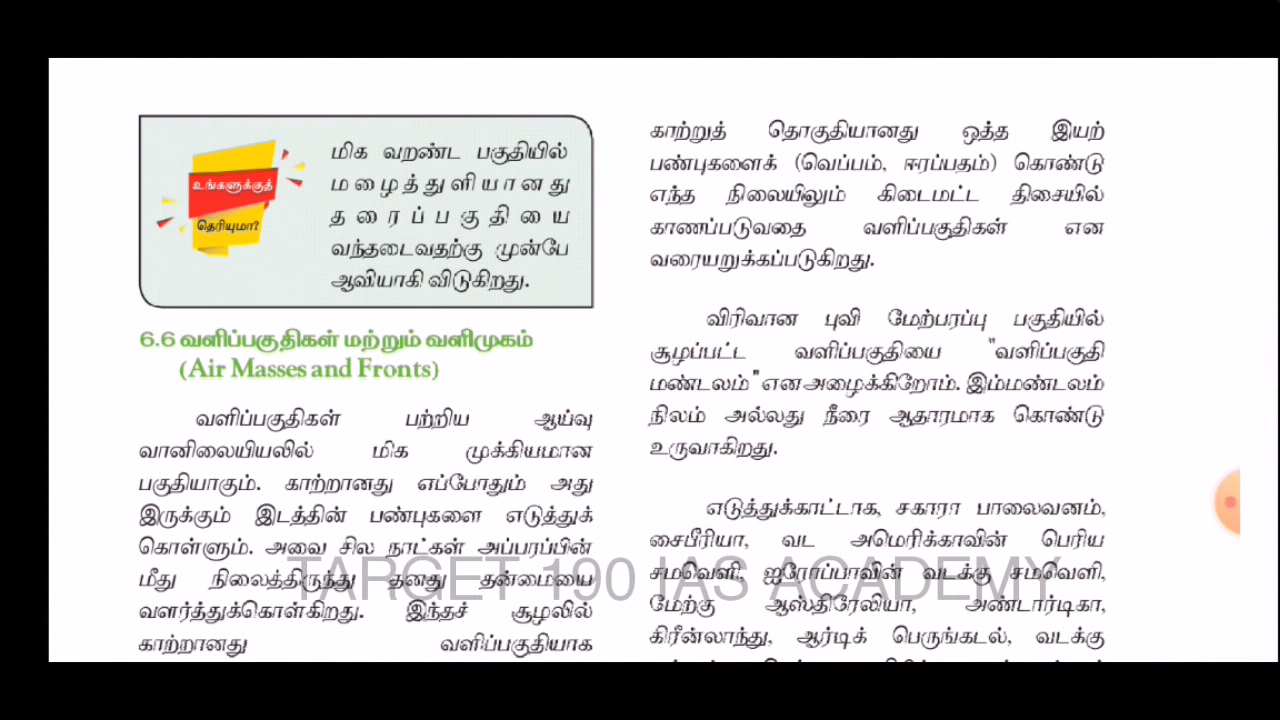 உங்களுக்குத்
தெரியுமா?
மிக வறண்ட பகுதியில்
மழைத்துளியானது
தரைப்பகுதியை
வந்தடைவதற்கு முன்பே
ஆவியாகி விடுகிறது.
6.6 வளிப்பகுதிகள் மற்றும் வளிமுகம்
(Air Masses and Fronts)
வளிப்பகுதிகள் பற்றிய ஆய்வு
வானிலையியலில் மிக முக்கியமான
பகுதியாகும். காற்றானது எப்போதும் அது
இருக்கும் இடத்தின் பண்புகளை எடுத்துக்
கொள்ளும். அவை சில நாட்கள் அப்பரப்பின்
மீது நிலைத்திருந்து தனது தன்மையை
வளர்த்துக்கொள்கிறது. இந்தச் சூழலில்
காற்றானது வளிப்பகுதியாக
காற்றுத் தொகுதியானது ஒத்த இயற்
பண்புகளைக் (வெப்பம், ஈரப்பதம்) கொண்டு
எந்த நிலையிலும் கிடைமட்ட திசையில்
காணப்படுவதை வளிப்பகுதிகள் என
வரையறுக்கப்படுகிறது.
விரிவான புவி மேற்பரப்பு பகுதியில்
சூழப்பட்ட வளிப்பகுதியை "வளிப்பகுதி
மண்டலம்" என அழைக்கிறோம். இம்மண்டலம்
நிலம் அல்லது நீரை ஆதாரமாக கொண்டு
உருவாகிறது.
எடுத்துக்காட்டாக, சகாரா பாலைவனம்,
சைபீரியா, வட அமெரிக்காவின் பெரிய
சமவெளி, ஐரோப்பாவின் வடக்கு சமவெளி,
மேற்கு ஆஸ்திரேலியா, அண்டார்டிகா,
கிரீன்லாந்து, ஆர்டிக் பெருங்கடல், வடக்கு
TARGET 190 IAS ACADEMY